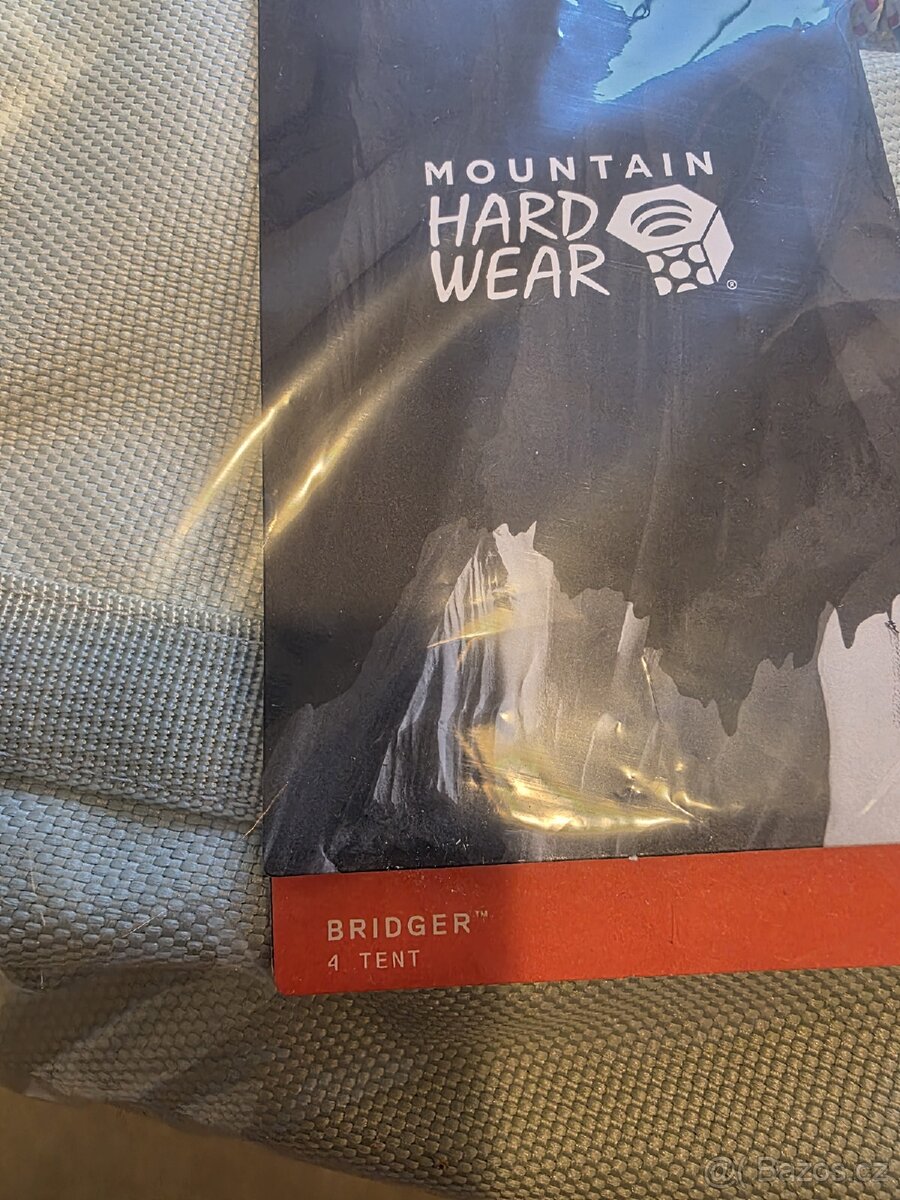 MOUNTAIN
HARD
WEAR®
BRIDGER™
4 TENT
@( Bazos.cz